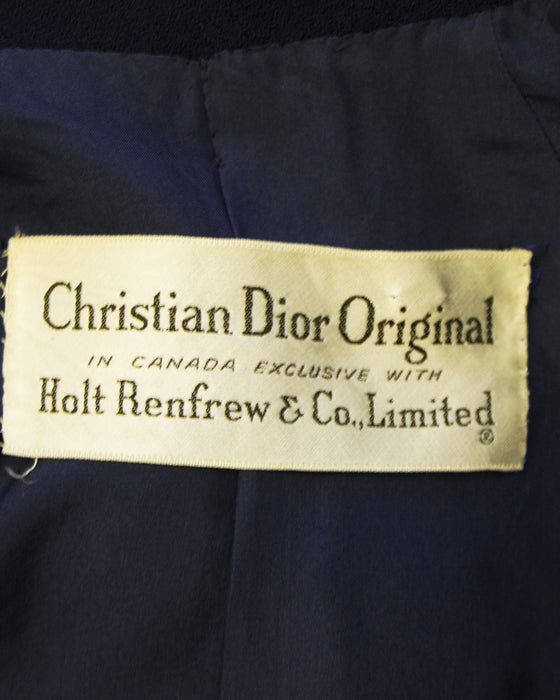 Christian Dior Original
IN CANADA EXCLUSIVE WITH
Holt Renfrew & Co., Limited